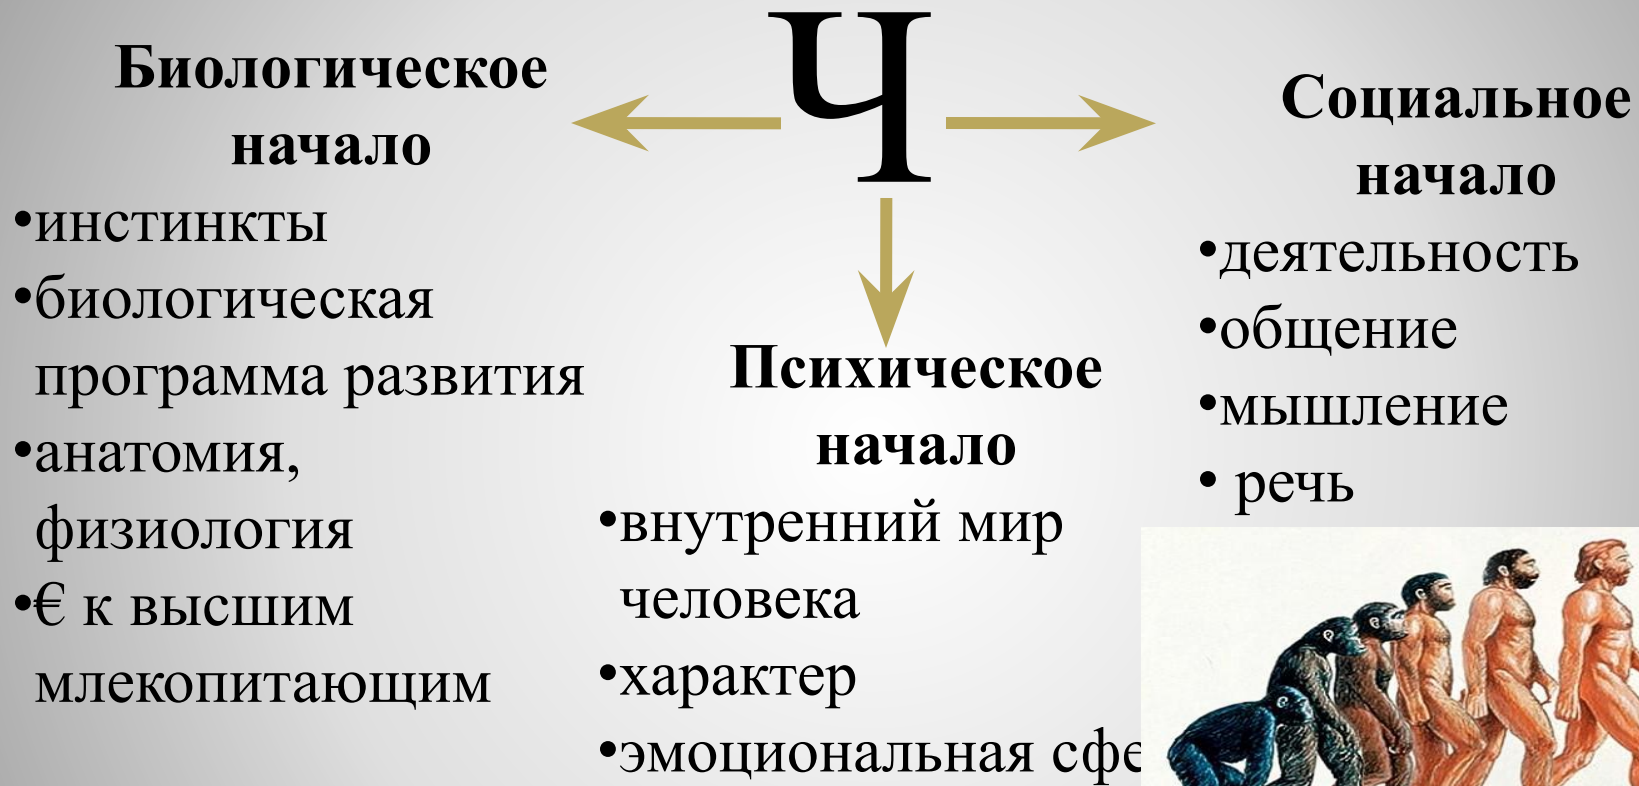 Ч
Биологическое
начало
•инстинкты
•биологическая
программа развития
•анатомия,
физиология
•€ к высшим
млекопитающим
Психическое
начало
•внутренний мир
человека
•характер
•эмоциональная сфе
Социальное
начало
•деятельность
•общение
•мышление
• речь